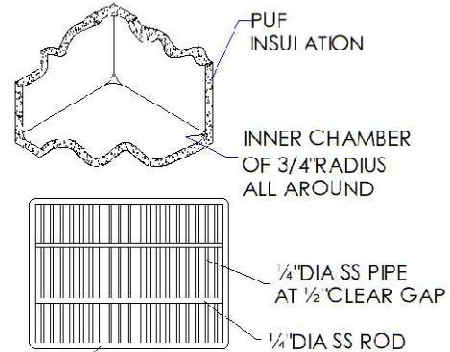 PUF
INSULATION
INNER CHAMBER
OF 3/4"RADIUS
ALL AROUND
¼"DIA SS PIPE
AT ½"CLEAR GAP
¼"DIA SS ROD